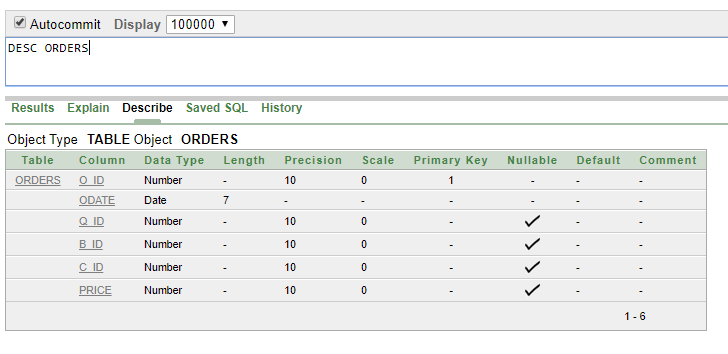 Autocommit Display 100000
DESC ORDERS
Results Explain Describe Saved SQL History
Object Type TABLE Object ORDERS
Table Column Data Type Length Precision Scale Primary Key Nullable Default Comment
ORDERS O_ID Number - 10 0 1 - - -
ODATE Date 7 - - - - - -
Q_ID Number - 10 0 - ✓ - -
B_ID Number - 10 0 - ✓ - -
C_ID Number - 10 0 - ✓ - -
PRICE Number - 10 0 - ✓ - -
1 - 6